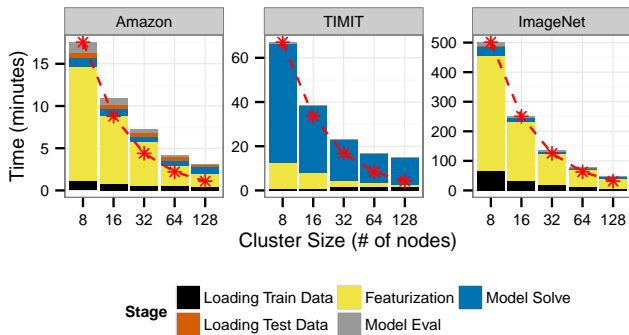 Amazon TIMIT ImageNet
Time (minutes)
15
10
5
0
60
40
20
0
500
400
300
200
100
0
8 16 32 64 128 8 16 32 64 128 8 16 32 64 128
Cluster Size (# of nodes)
Stage Loading Train Data Featurization Model Solve
Loading Test Data Model Eval